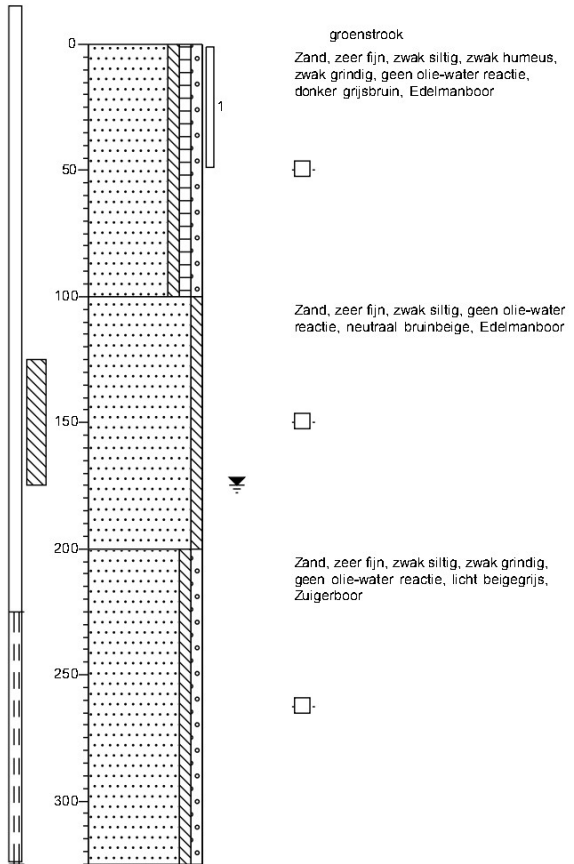 groenstrook
0
Zand, zeer fijn, zwak siltig, zwak humeus,
zwak grindig, geen olie-water reactie,
donker grijsbruin, Edelmanboor
1
50
100
Zand, zeer fijn, zwak siltig, geen olie-water
reactie, neutraal bruinbeige, Edelmanboor
150
200
Zand, zeer fijn, zwak siltig, zwak grindig,
geen olie-water reactie, licht beigegrijs,
Zuigerboor
250
300